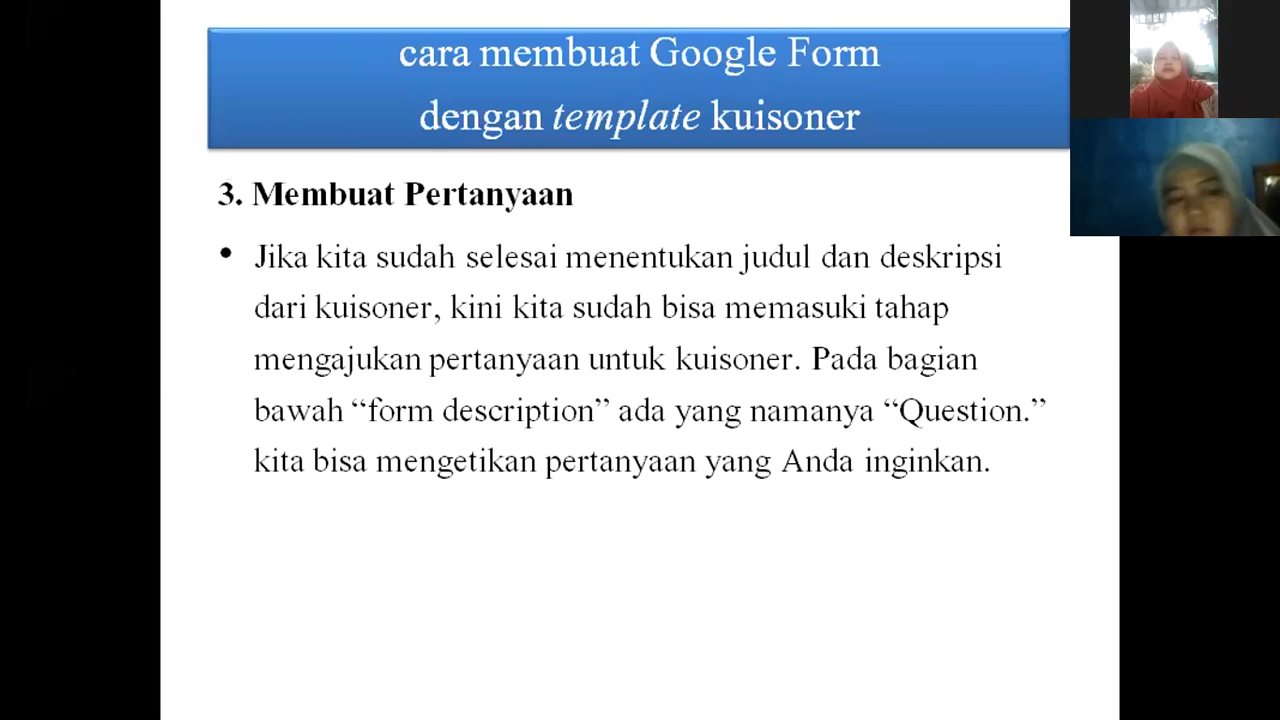 cara membuat Google Form
dengan template kuisoner
3. Membuat Pertanyaan
• Jika kita sudah selesai menentukan judul dan deskripsi
dari kuisoner, kini kita sudah bisa memasuki tahap
mengajukan pertanyaan untuk kuisoner. Pada bagian
bawah “form description” ada yang namanya “Question.”
kita bisa mengetikan pertanyaan yang Anda inginkan.